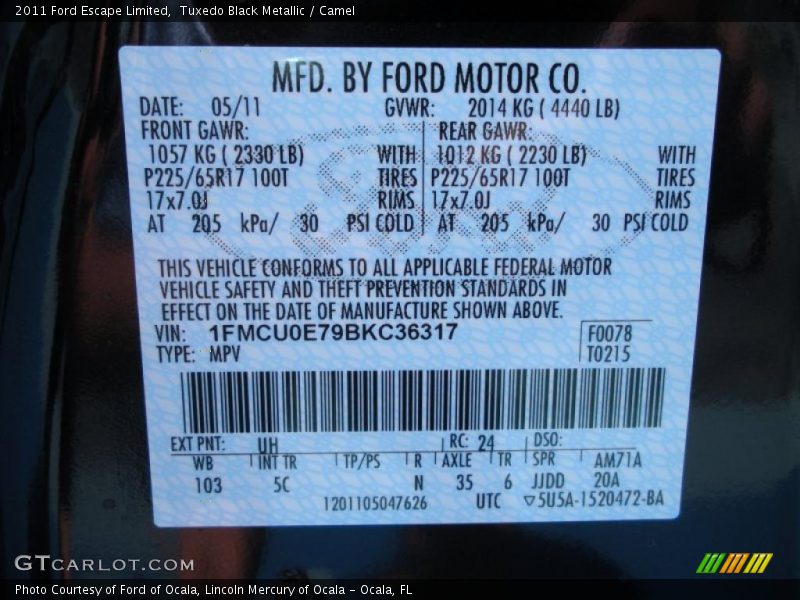 2011 Ford Escape Limited,  Tuxedo Black Metallic / Camel
MFD. BY FORD MOTOR CO.
DATE: 05/11 GVWR: 2014 KG ( 4440 LB)
FRONT GAWR: REAR GAWR:
1057 KG ( 2330 LB) WITH 1012 KG ( 2230 LB) WITH
P225/65R17 100T TIRES P225/65R17 100T TIRES
17x7.0J RIMS 17x7.0J RIMS
AT 205 kPa/ 30 PSI COLD AT 205 kPa/ 30 PSI COLD
THIS VEHICLE CONFORMS TO ALL APPLICABLE FEDERAL MOTOR
VEHICLE SAFETY AND THEFT PREVENTION STANDARDS IN
EFFECT ON THE DATE OF MANUFACTURE SHOWN ABOVE.
VIN: 1FMCU0E79BKC36317 F0078
TYPE: MPV T0215
EXT PNT: UH RC: 24 DSO:
WB INT TR TP/PS R AXLE TR SPR AM71A
103 5C N 35 6 JJDD 20A
1201105047626 UTC ▽5U5A-1520472-BA
GTCARLOT.COM
Photo Courtesy of Ford of Ocala, Lincoln Mercury of Ocala - Ocala, FL